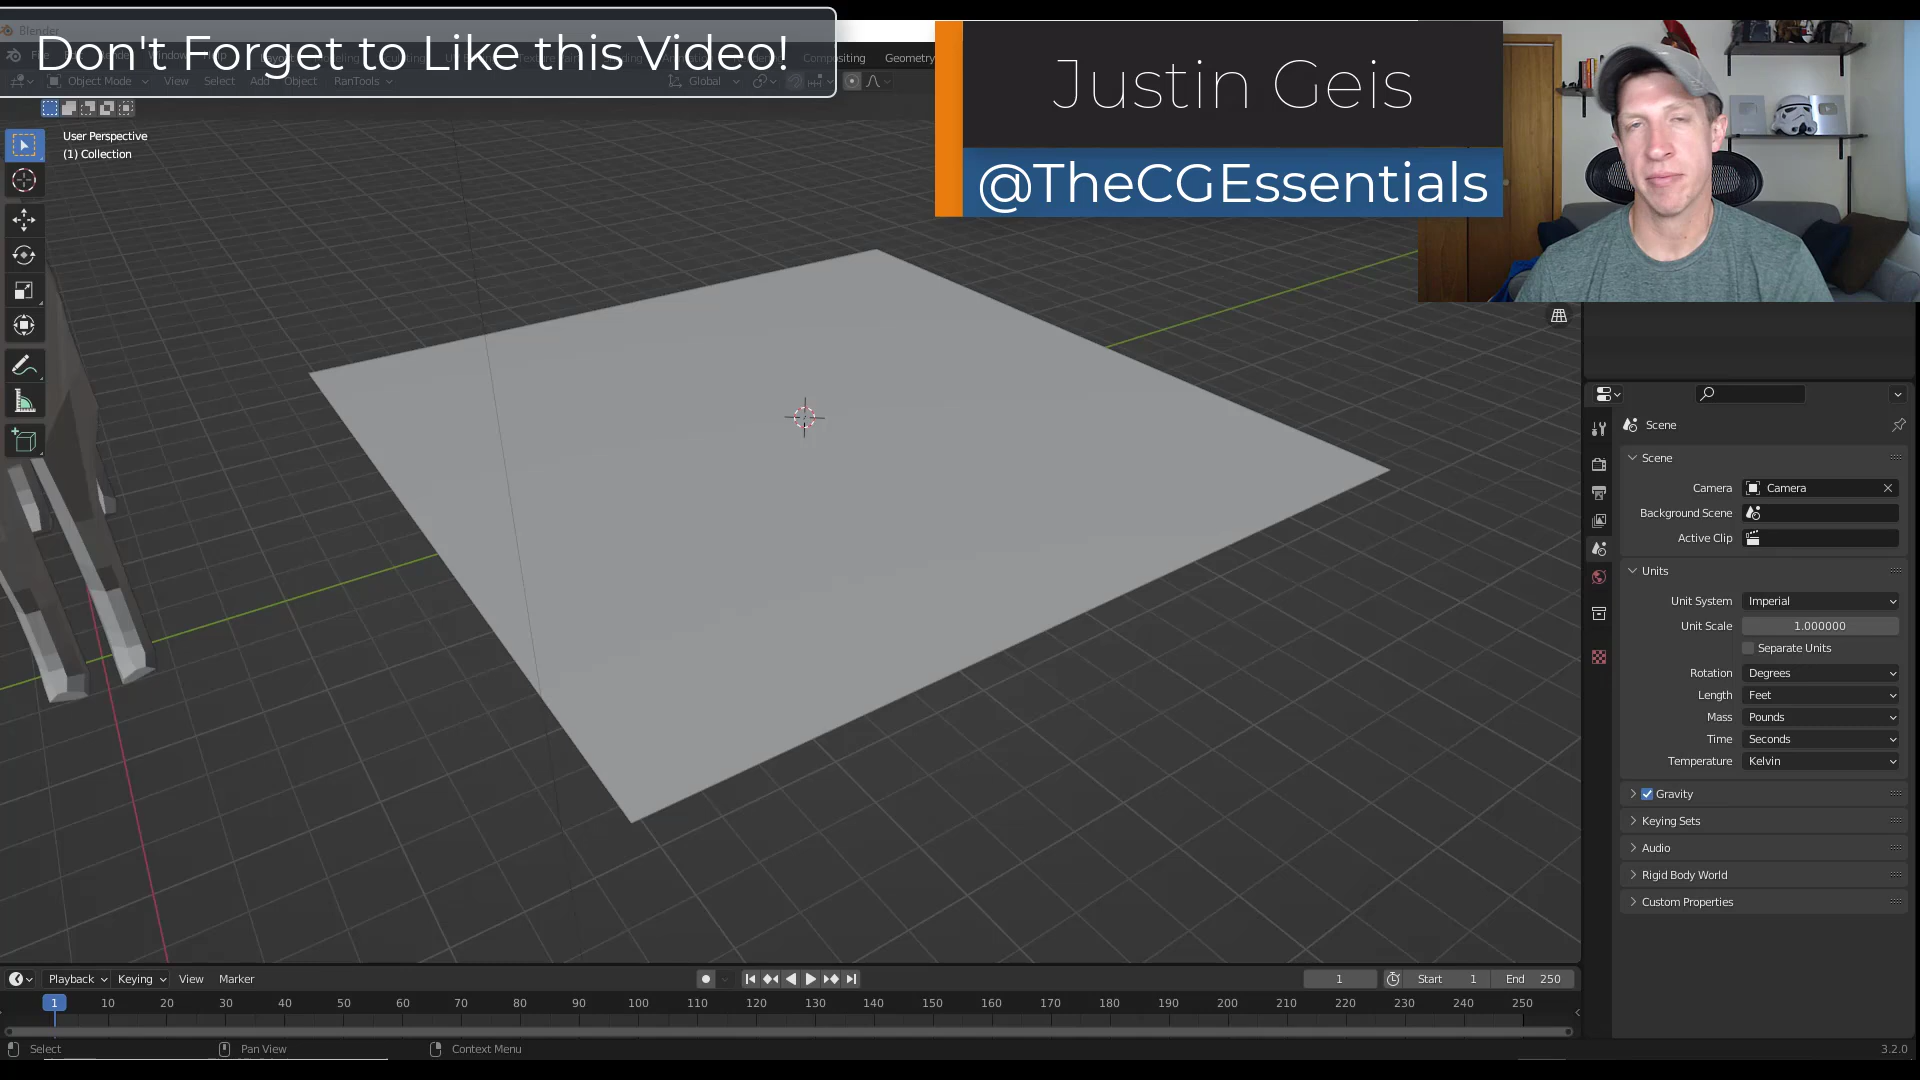 Don't Forget to Like this Video!
Justin Geis
@TheCGEssentials
Blender
Compositing
Geometry
Object Mode
View
Select
Add
Object
RanTools
Global
User Perspective
(1) Collection
Scene
Scene
Camera
Camera
Background Scene
Active Clip
Units
Unit System
Imperial
Unit Scale
1.000000
Separate Units
Rotation
Degrees
Length
Feet
Mass
Pounds
Time
Seconds
Temperature
Kelvin
Gravity
Keying Sets
Audio
Rigid Body World
Custom Properties
Playback
Keying
View
Marker
1
Start
1
End
250
1
10
20
30
40
50
60
70
80
90
100
110
120
130
140
150
160
170
180
190
200
210
220
230
240
250
Select
Pan View
Context Menu
3.2.0